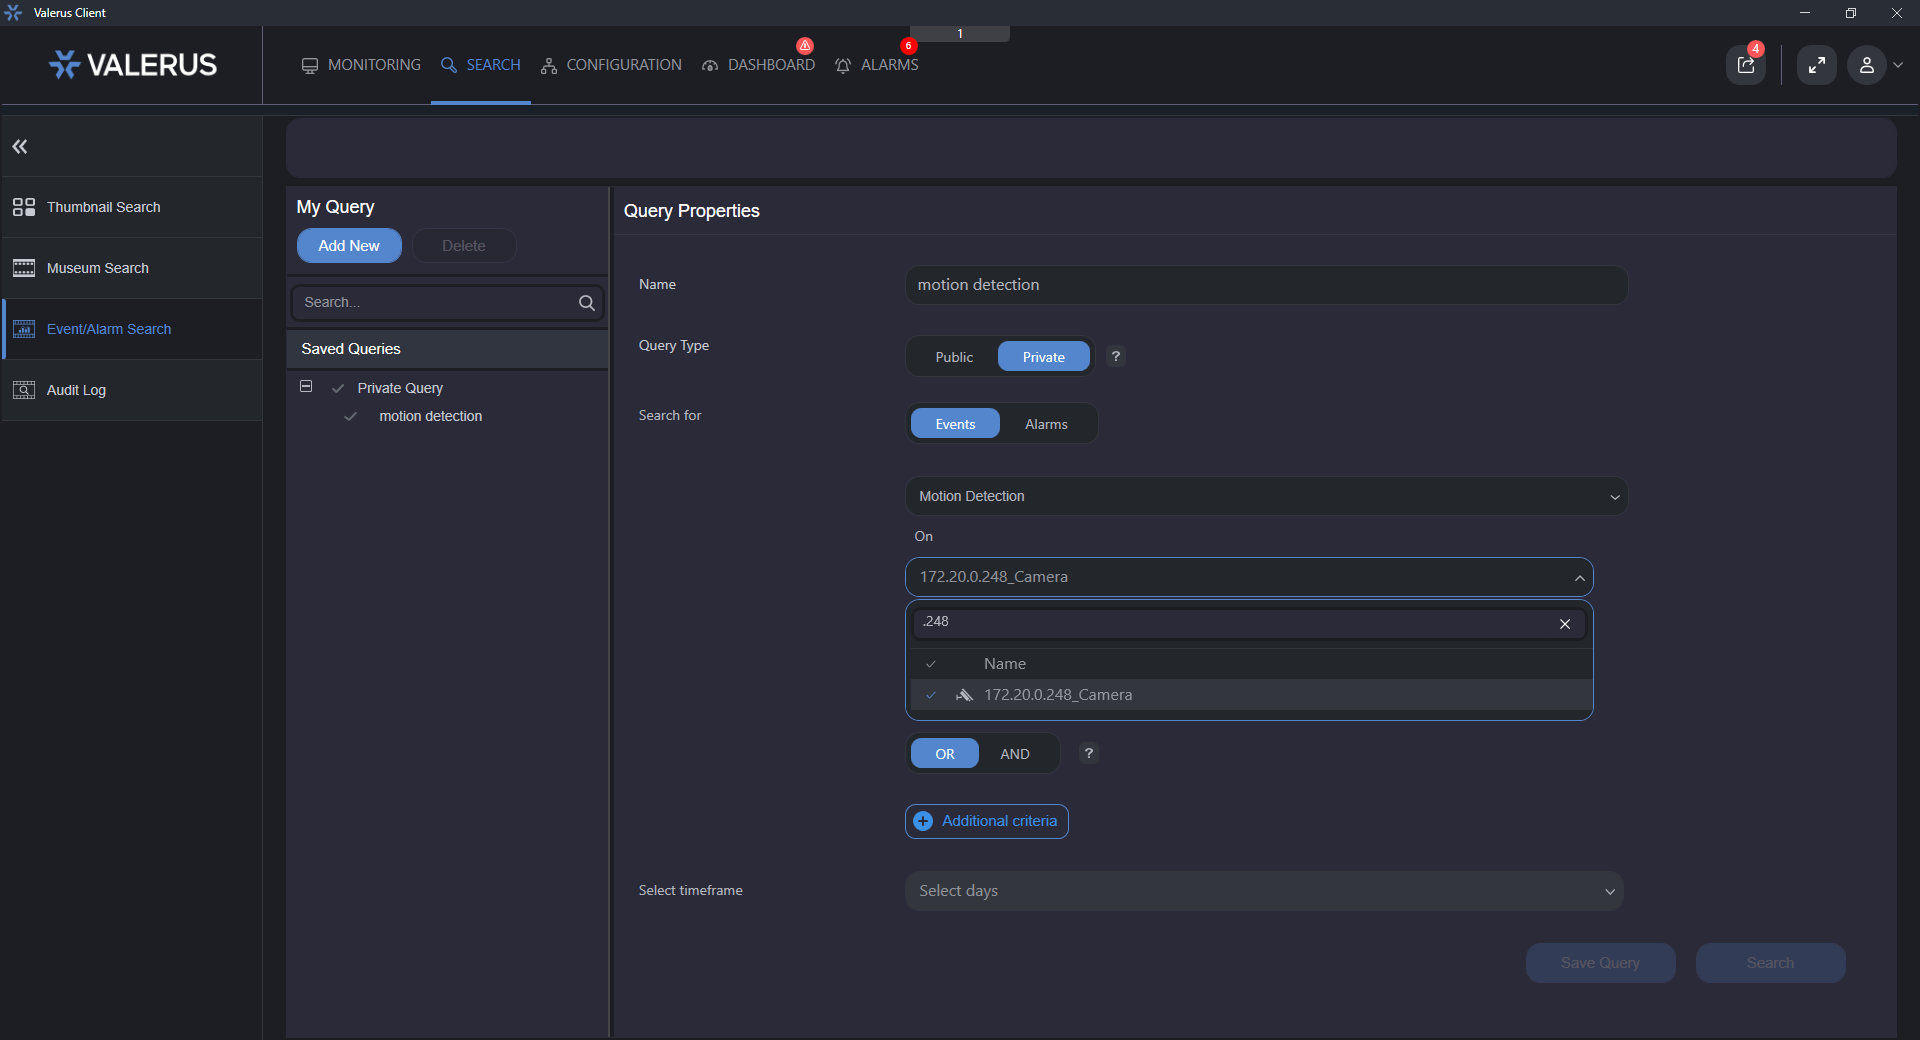 Valerus Client
1
VALERUS
MONITORING
SEARCH
CONFIGURATION
DASHBOARD
ALARMS
6
4
Thumbnail Search
Museum Search
Event/Alarm Search
Audit Log
My Query
Add New
Delete
Search...
Saved Queries
Private Query
motion detection
Query Properties
Name
motion detection
Query Type
Public
Private
?
Search for
Events
Alarms
Motion Detection
On
172.20.0.248_Camera
.248
Name
172.20.0.248_Camera
OR
AND
?
Additional criteria
Select timeframe
Select days
Save Query
Search